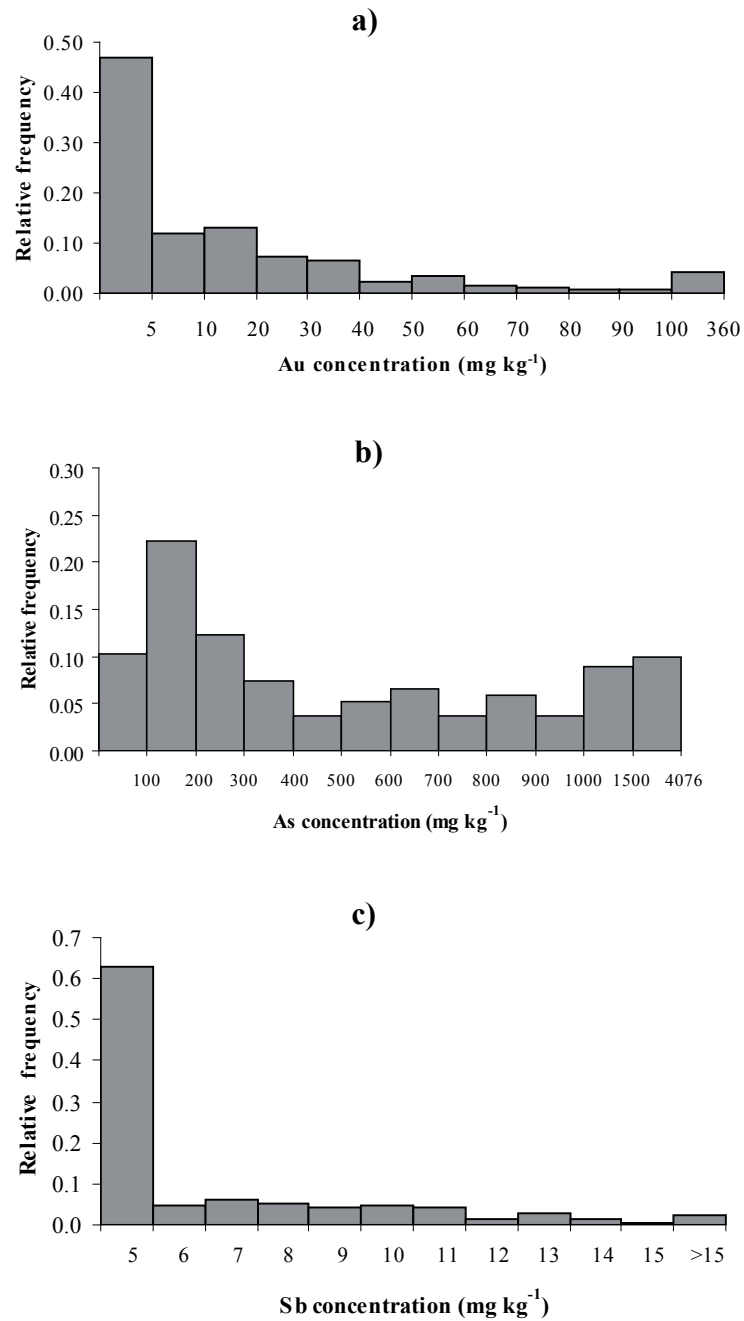 a)
0.50
0.40
0.30
0.20
0.10
0.00
Relative frequency
5 10 20 30 40 50 60 70 80 90 100 360
Au concentration (mg kg⁻¹)
b)
0.30
0.25
0.20
0.15
0.10
0.05
0.00
Relative frequency
100 200 300 400 500 600 700 800 900 1000 1500 4076
As concentration (mg kg⁻¹)
c)
0.7
0.6
0.5
0.4
0.3
0.2
0.1
0.0
Relative frequency
5 6 7 8 9 10 11 12 13 14 15 >15
Sb concentration (mg kg⁻¹)